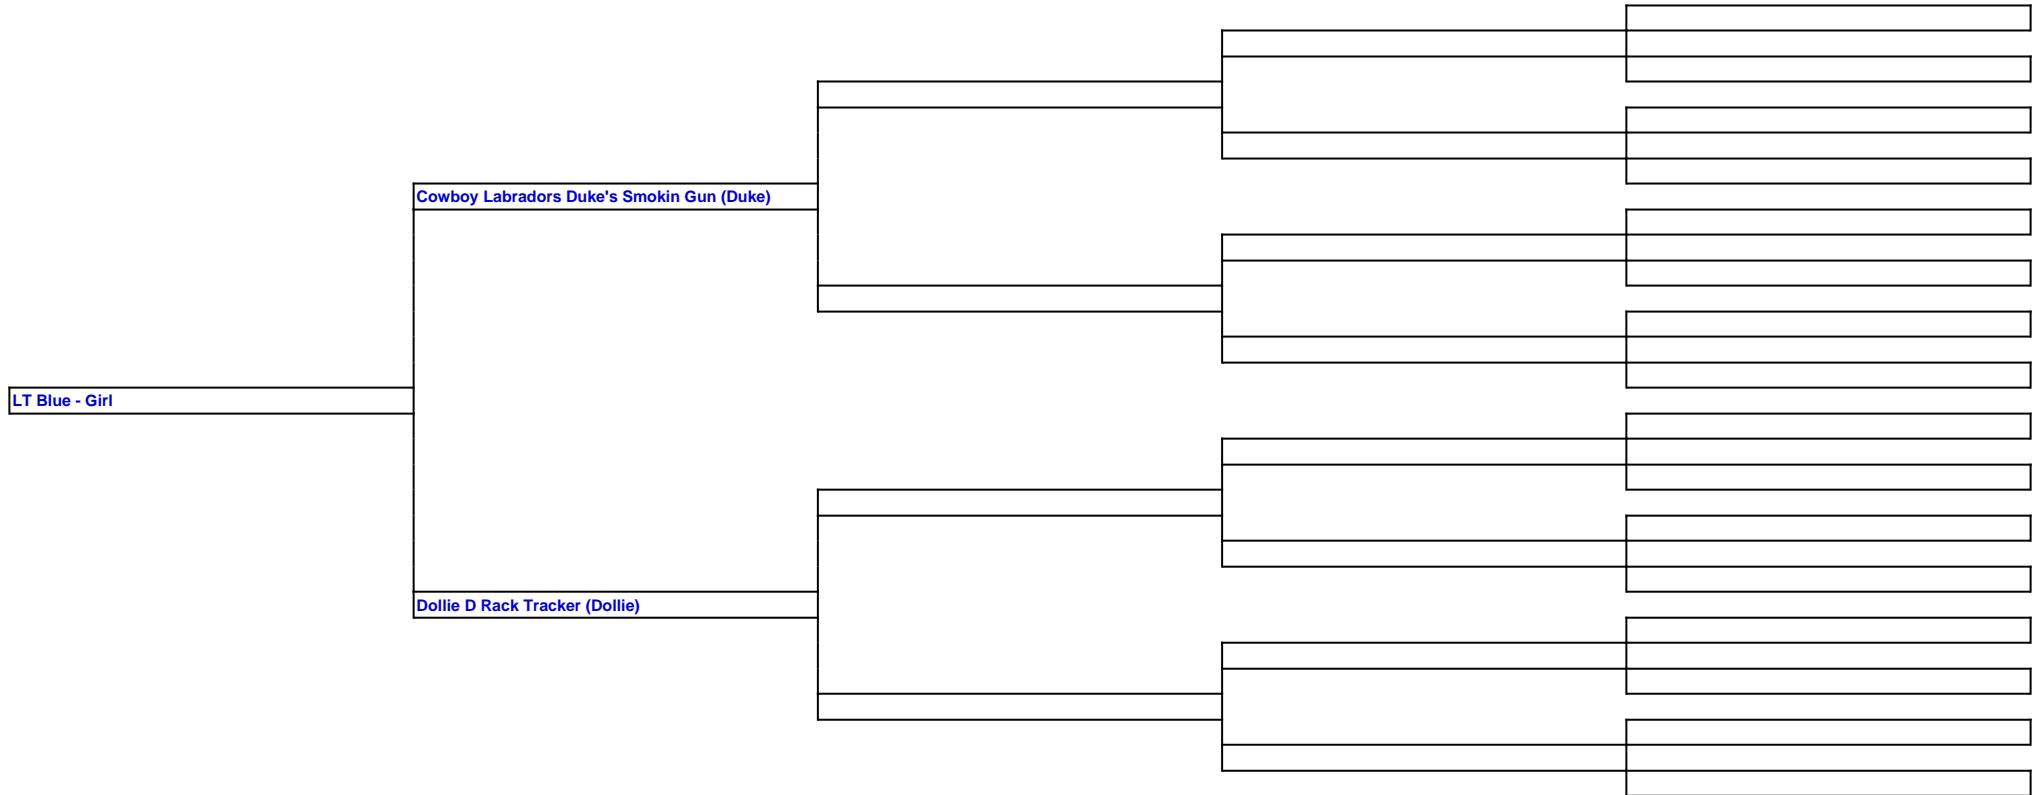 Cowboy Labradors Duke's Smokin Gun (Duke)
LT Blue - Girl
Dollie D Rack Tracker (Dollie)